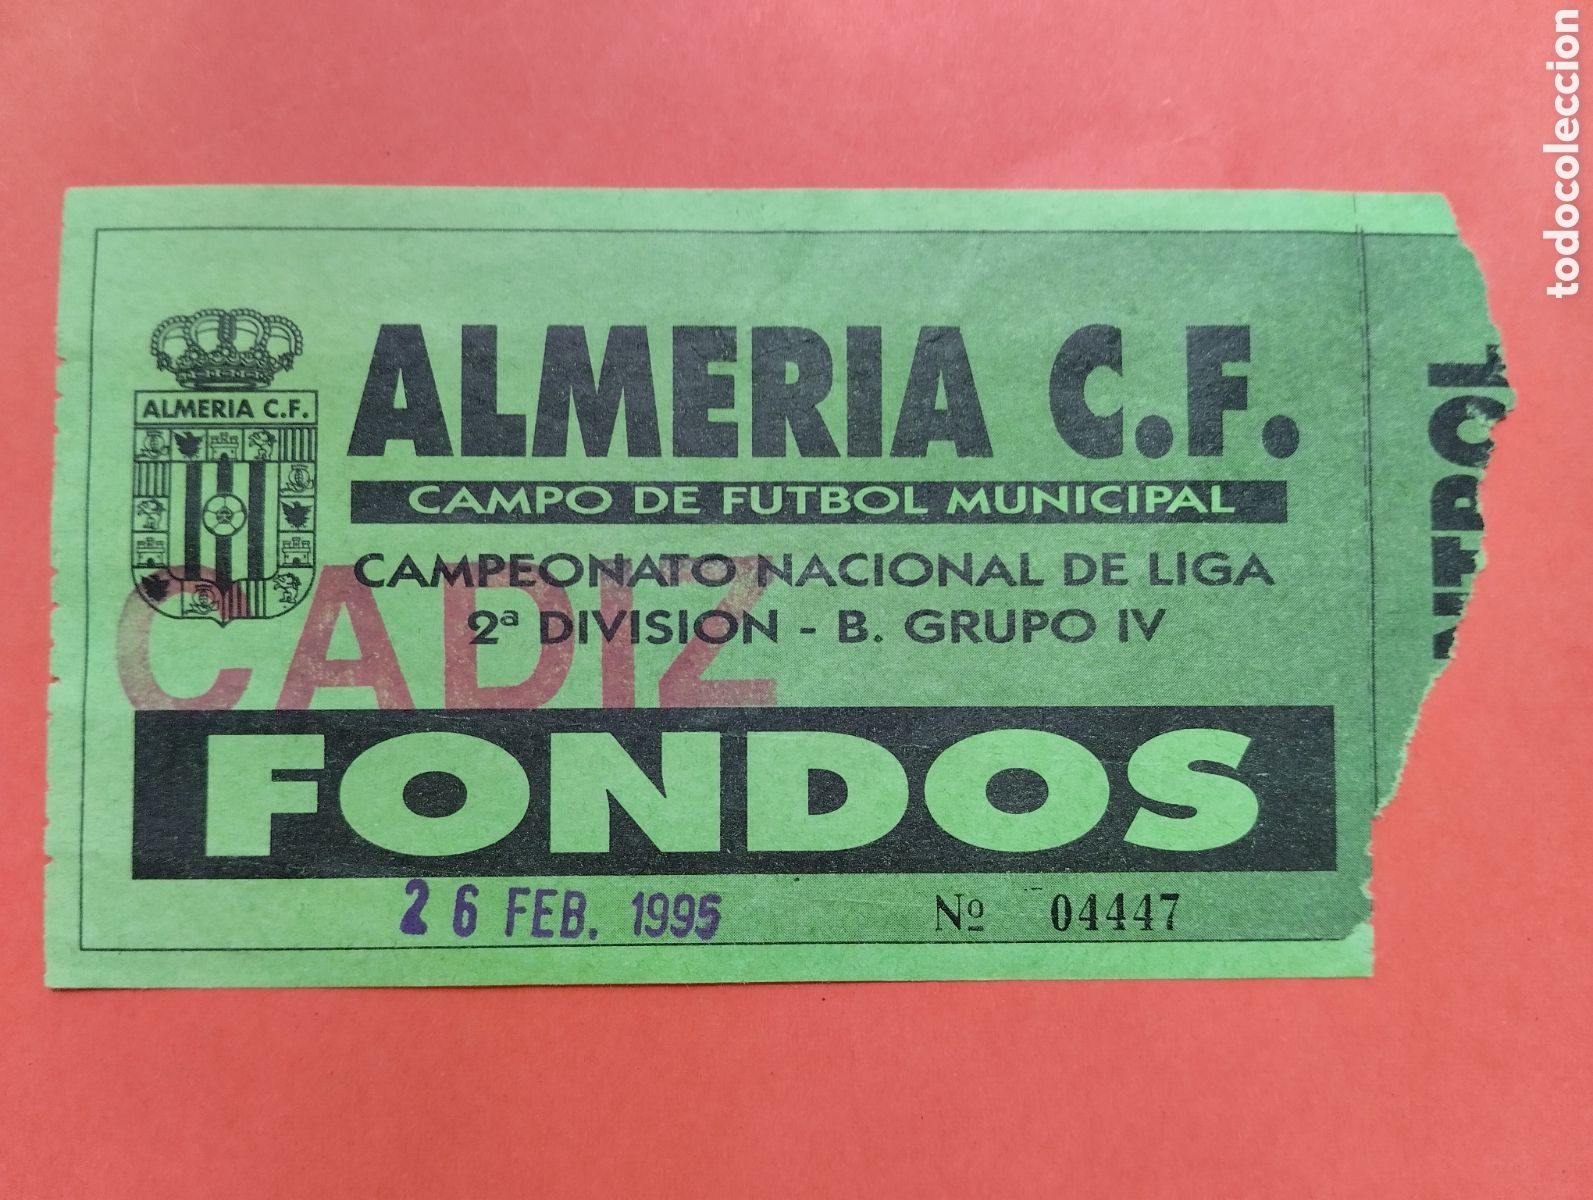 ALMERIA C.F.
ALMERIA C.F.
CAMPO DE FUTBOL MUNICIPAL
CAMPEONATO NACIONAL DE LIGA
2ª DIVISION - B. GRUPO IV
CADIZ
FONDOS
26 FEB. 1995
Nº 04447
todocoleccion